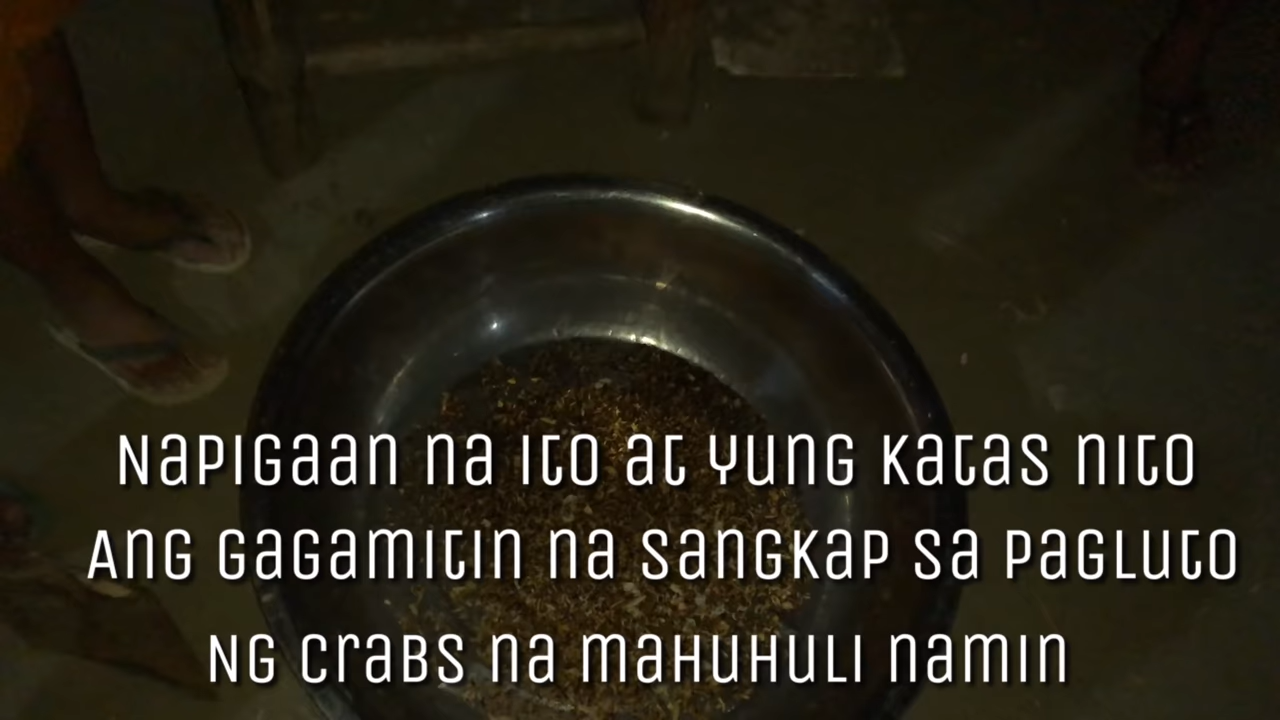 Napigaan na ito at yung katas nito
Ang gagamitin na sangkap sa pagluto
ng crabs na mahuhuli namin